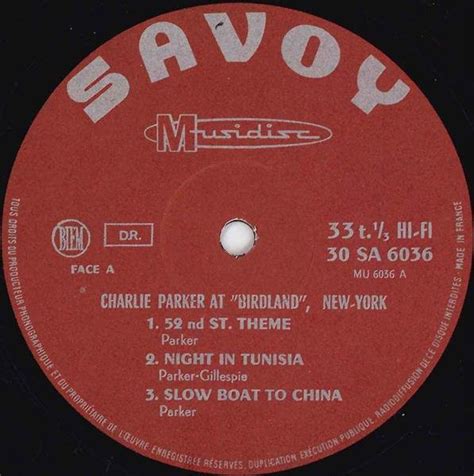 SAVOY
Musidisc
BIEM
D.R.
FACE A
33 t. 1/3 HI-FI
30 SA 6036
MU 6036 A
CHARLIE PARKER AT "BIRDLAND", NEW-YORK
1. 52 nd ST. THEME
Parker
2. NIGHT IN TUNISIA
Parker-Gillespie
3. SLOW BOAT TO CHINA
Parker
TOUS DROITS DU PRODUCTEUR PHONOGRAPHIQUE ET DU PROPRIÉTAIRE DE L'ŒUVRE ENREGISTRÉE RÉSERVÉS, DUPLICATION EXÉCUTION PUBLIQUE, RADIODIFFUSION DE CE DISQUE INTERDITES - MADE IN FRANCE